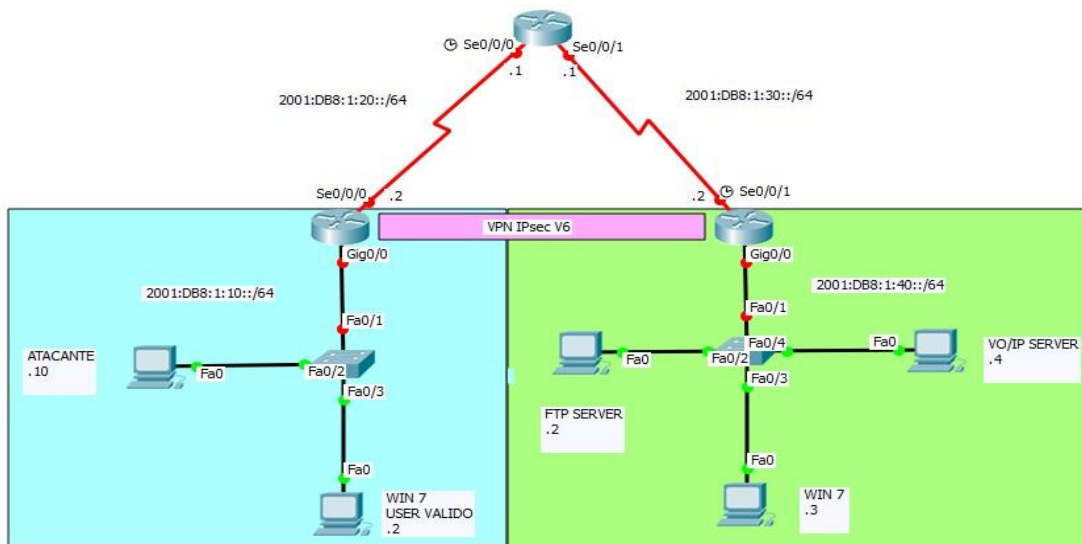 Se0/0/0
Se0/0/1
.1
.1
2001:DB8:1:20::/64
2001:DB8:1:30::/64
Se0/0/0
.2
.2
Se0/0/1
VPN IPsec V6
Gig0/0
Gig0/0
2001:DB8:1:10::/64
2001:DB8:1:40::/64
Fa0/1
Fa0/1
ATACANTE
.10
Fa0
Fa0/2
Fa0/3
Fa0
Fa0/2
Fa0/4
Fa0/3
Fa0
VO/IP SERVER
.4
FTP SERVER
.2
Fa0
WIN 7
USER VALIDO
.2
Fa0
WIN 7
.3